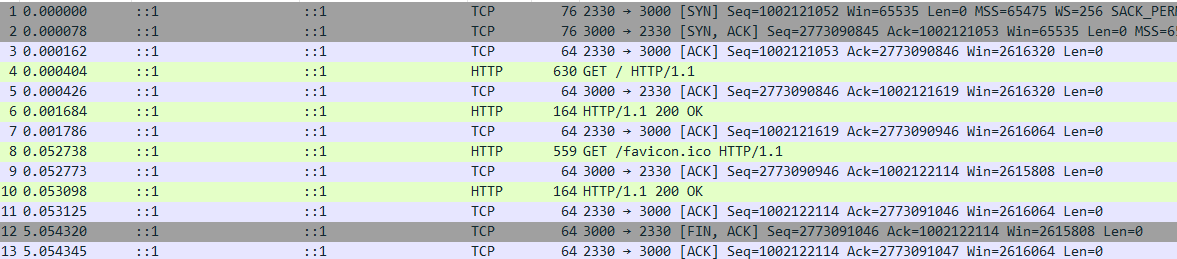 1 0.000000 ::1 ::1 TCP 76 2330 → 3000 [SYN] Seq=1002121052 Win=65535 Len=0 MSS=65475 WS=256 SACK_PER
2 0.000078 ::1 ::1 TCP 76 3000 → 2330 [SYN, ACK] Seq=2773090845 Ack=1002121053 Win=65535 Len=0 MSS=6
3 0.000162 ::1 ::1 TCP 64 2330 → 3000 [ACK] Seq=1002121053 Ack=2773090846 Win=2616320 Len=0
4 0.000404 ::1 ::1 HTTP 630 GET / HTTP/1.1
5 0.000426 ::1 ::1 TCP 64 3000 → 2330 [ACK] Seq=2773090846 Ack=1002121619 Win=2616320 Len=0
6 0.001684 ::1 ::1 HTTP 164 HTTP/1.1 200 OK
7 0.001786 ::1 ::1 TCP 64 2330 → 3000 [ACK] Seq=1002121619 Ack=2773090946 Win=2616064 Len=0
8 0.052738 ::1 ::1 HTTP 559 GET /favicon.ico HTTP/1.1
9 0.052773 ::1 ::1 TCP 64 3000 → 2330 [ACK] Seq=2773090946 Ack=1002122114 Win=2615808 Len=0
10 0.053098 ::1 ::1 HTTP 164 HTTP/1.1 200 OK
11 0.053125 ::1 ::1 TCP 64 2330 → 3000 [ACK] Seq=1002122114 Ack=2773091046 Win=2616064 Len=0
12 5.054320 ::1 ::1 TCP 64 3000 → 2330 [FIN, ACK] Seq=2773091046 Ack=1002122114 Win=2615808 Len=0
13 5.054345 ::1 ::1 TCP 64 2330 → 3000 [ACK] Seq=1002122114 Ack=2773091047 Win=2616064 Len=0